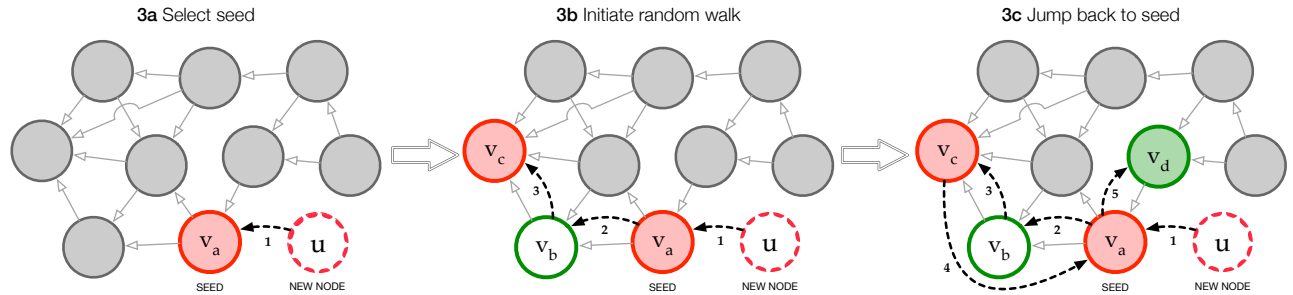 3a Select seed
3b Initiate random walk
3c Jump back to seed
v_a
u
1
SEED
NEW NODE
v_c
3
2
v_b
v_a
1
u
SEED
NEW NODE
v_c
v_d
3
5
2
1
v_b
v_a
u
4
SEED
NEW NODE